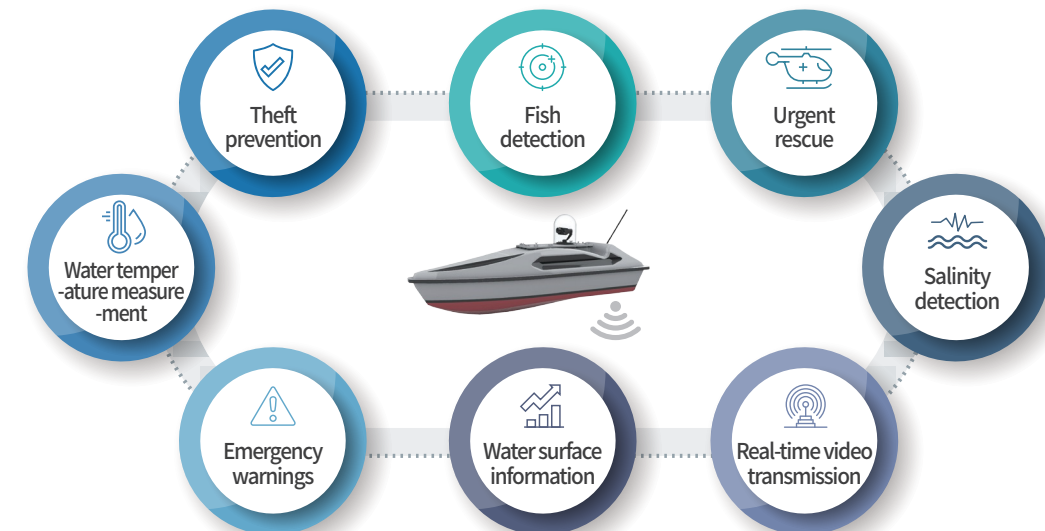 Theft
prevention
Fish
detection
Urgent
rescue
Water temper
-ature measure
-ment
Salinity
detection
Emergency
warnings
Water surface
information
Real-time video
transmission